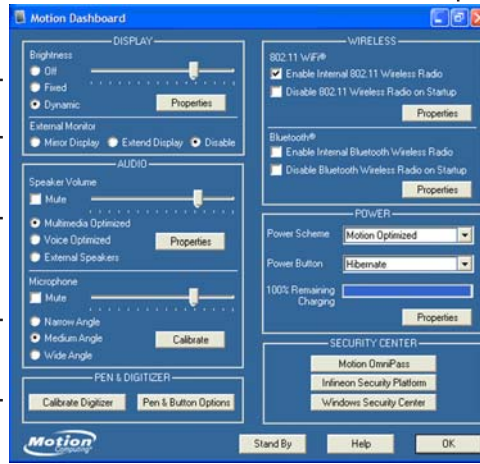 Motion Dashboard
DISPLAY
Brightness
Off
Fixed
Dynamic
Properties
External Monitor
Mirror Display
Extend Display
Disable
AUDIO
Speaker Volume
Mute
Multimedia Optimized
Voice Optimized
Properties
External Speakers
Microphone
Mute
Narrow Angle
Medium Angle
Calibrate
Wide Angle
PEN & DIGITIZER
Calibrate Digitizer
Pen & Button Options
WIRELESS
802.11 WiFi®
Enable Internal 802.11 Wireless Radio
Disable 802.11 Wireless Radio on Startup
Properties
Bluetooth®
Enable Internal Bluetooth Wireless Radio
Disable Bluetooth Wireless Radio on Startup
Properties
POWER
Power Scheme
Motion Optimized
Power Button
Hibernate
100% Remaining
Charging
Properties
SECURITY CENTER
Motion OmniPass
Infineon Security Platform
Windows Security Center
Motion
Computing
Stand By
Help
OK